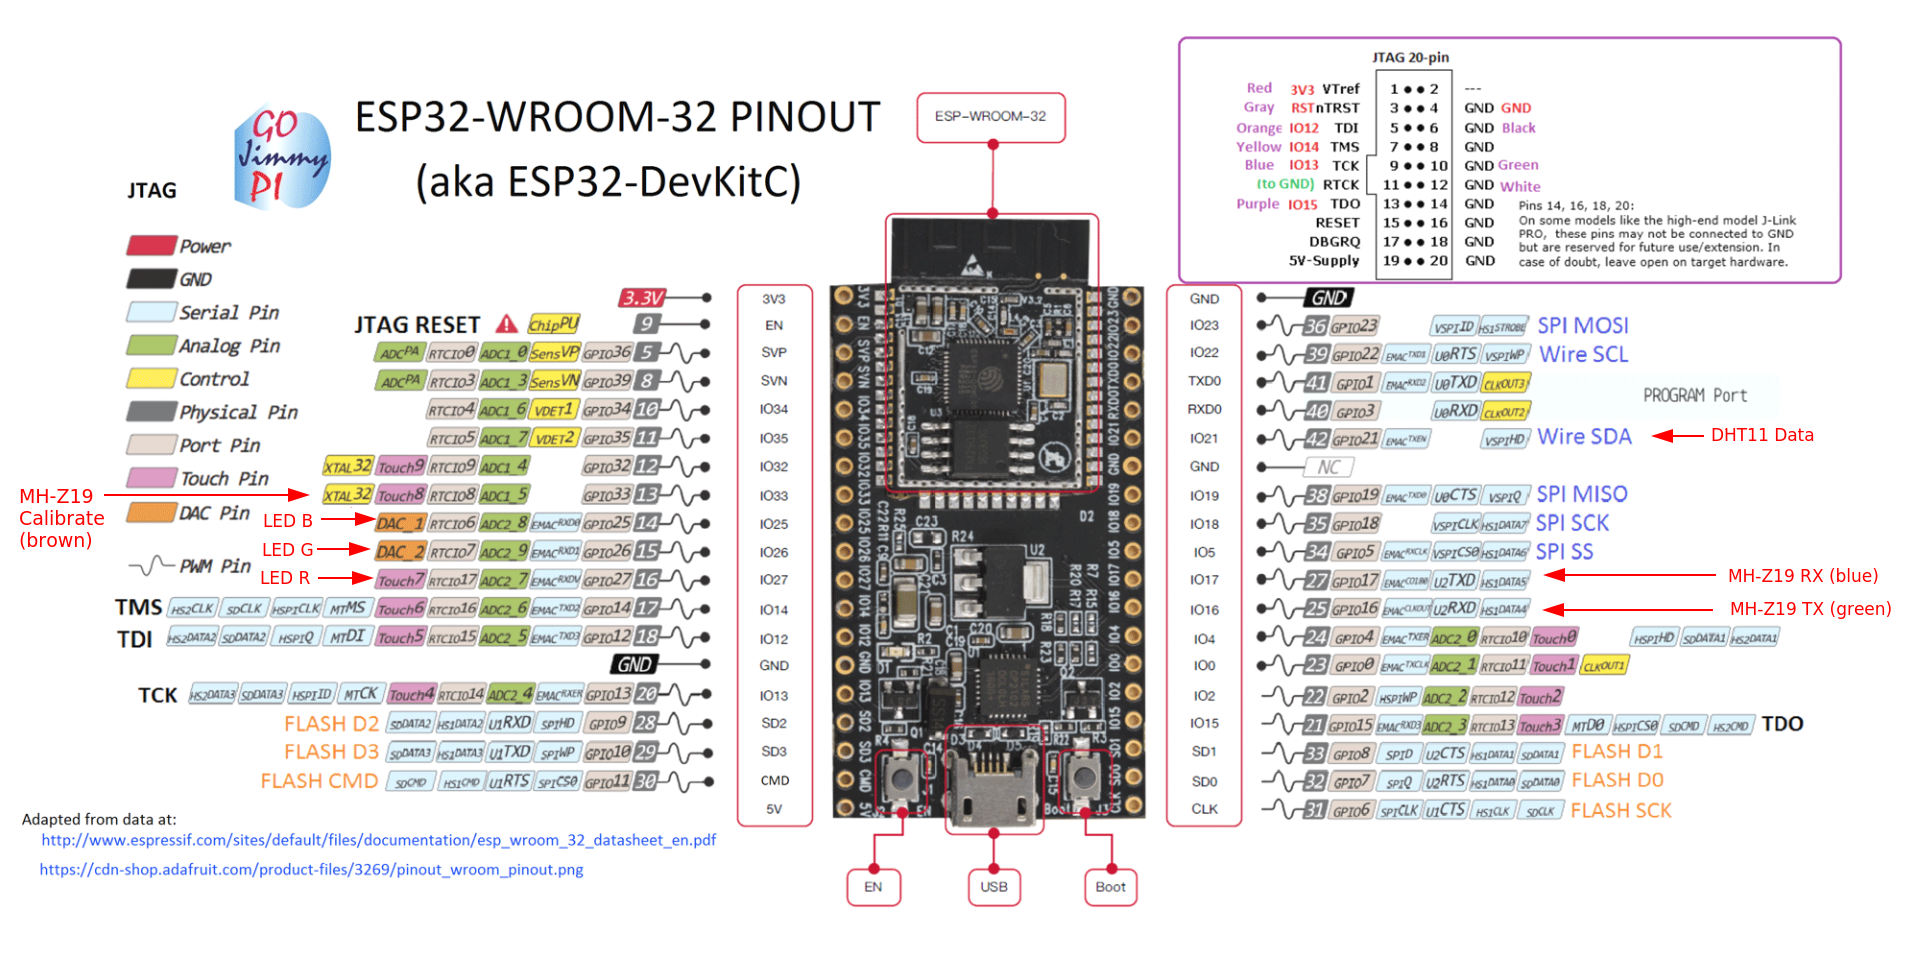 ESP32-WROOM-32 PINOUT
(aka ESP32-DevKitC)
GO
Jimmy
PI
JTAG
Power
GND
Serial Pin
Analog Pin
Control
Physical Pin
Port Pin
Touch Pin
DAC Pin
PWM Pin
MH-Z19
Calibrate
(brown)
LED B
LED G
LED R
ESP-WROOM-32
JTAG 20-pin
Red 3V3 VTref 1 2 ---
Gray RST nTRST 3 4 GND GND
Orange IO12 TDI 5 6 GND Black
Yellow IO14 TMS 7 8 GND
Blue IO13 TCK 9 10 GND Green
(to GND) RTCK 11 12 GND White
Purple IO15 TDO 13 14 GND
RESET 15 16 GND
DBGRQ 17 18 GND
5V-Supply 19 20 GND
Pins 14, 16, 18, 20:
On some models like the high-end model J-Link
PRO, these pins may not be connected to GND
but are reserved for future use/extension. In
case of doubt, leave open on target hardware.
3.3V 3V3
JTAG RESET ChipPU 9 EN
ADCPA RTCIO0 ADC1_0 SensVP GPIO36 5 SVP
ADCPA RTCIO3 ADC1_3 SensVN GPIO39 8 SVN
RTCIO4 ADC1_6 VDET1 GPIO34 10 IO34
RTCIO5 ADC1_7 VDET2 GPIO35 11 IO35
XTAL32 Touch9 RTCIO9 ADC1_4 GPIO32 12 IO32
XTAL32 Touch8 RTCIO8 ADC1_5 GPIO33 13 IO33
DAC_1 RTCIO6 ADC2_8 EMACRXD0 GPIO25 14 IO25
DAC_2 RTCIO7 ADC2_9 EMACRXD1 GPIO26 15 IO26
Touch7 RTCIO17 ADC2_7 EMACRXDV GPIO27 16 IO27
TMS HS2CLK SDCLK HSPICLK MTMS Touch6 RTCIO16 ADC2_6 EMACTXD2 GPIO14 17 IO14
TDI HS2DATA2 SDDATA2 HSPIQ MTDI Touch5 RTCIO15 ADC2_5 EMACTXD3 GPIO12 18 IO12
GND GND
TCK HS2DATA3 SDDATA3 HSPIID MTCK Touch4 RTCIO14 ADC2_4 EMACRXER GPIO13 20 IO13
FLASH D2 SDDATA2 HS1DATA2 U1RXD SPIHD GPIO9 28 SD2
FLASH D3 SDDATA3 HS1DATA3 U1TXD SPIWP GPIO10 29 SD3
FLASH CMD SDCMD HS1CMD U1RTS SPICS0 GPIO11 30 CMD
5V
GND GND
IO23 36 GPIO23 VSPIID HS1STROBE SPI MOSI
IO22 39 GPIO22 EMACTXD1 U0RTS VSPIWP Wire SCL
TXD0 41 GPIO1 EMACRXD2 U0TXD CLKOUT3
RXD0 40 GPIO3 U0RXD CLKOUT2
PROGRAM Port
IO21 42 GPIO21 EMACTXEN VSPIHD Wire SDA DHT11 Data
GND NC
IO19 38 GPIO19 EMACTXD0 U0CTS VSPIQ SPI MISO
IO18 35 GPIO18 VSPICLK HS1DATA7 SPI SCK
IO5 34 GPIO5 EMACRXCLK VSPICS0 HS1DATA6 SPI SS
IO17 27 GPIO17 EMACCO180 U2TXD HS1DATA5 MH-Z19 RX (blue)
IO16 25 GPIO16 EMACCLKOUT U2RXD HS1DATA4 MH-Z19 TX (green)
IO4 24 GPIO4 EMACTXER ADC2_0 RTCIO10 Touch0 HSPIHD SDDATA1 HS2DATA1
IO0 23 GPIO0 EMACTXCLK ADC2_1 RTCIO11 Touch1 CLKOUT1
IO2 22 GPIO2 HSPIWP ADC2_2 RTCIO12 Touch2
IO15 21 GPIO15 EMACRXD3 ADC2_3 RTCIO13 Touch3 MTDO HSPICS0 SDCMD HS2CMD TDO
SD1 33 GPIO8 SPID U2CTS HS1DATA1 SDDATA1 FLASH D1
SD0 32 GPIO7 SPIQ U2RTS HS1DATA0 SDDATA0 FLASH D0
CLK 31 GPIO6 SPICLK U1CTS HS1CLK SDCLK FLASH SCK
EN
USB
Boot
Adapted from data at:
http://www.espressif.com/sites/default/files/documentation/esp_wroom_32_datasheet_en.pdf
https://cdn-shop.adafruit.com/product-files/3269/pinout_wroom_pinout.png